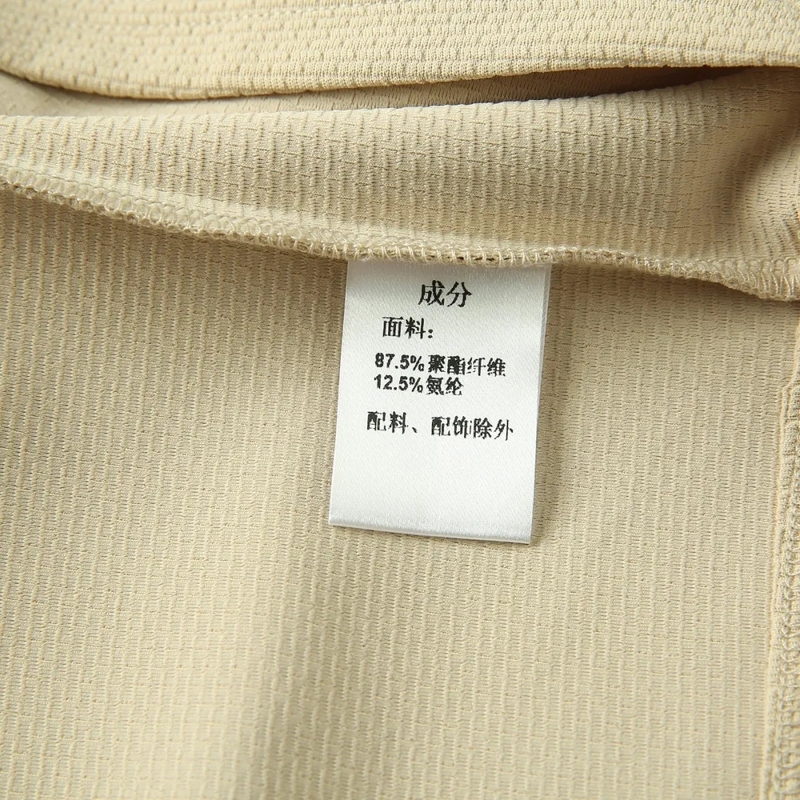 成分
面料：
87.5%聚酯纤维
12.5%氨纶
配料、配饰除外